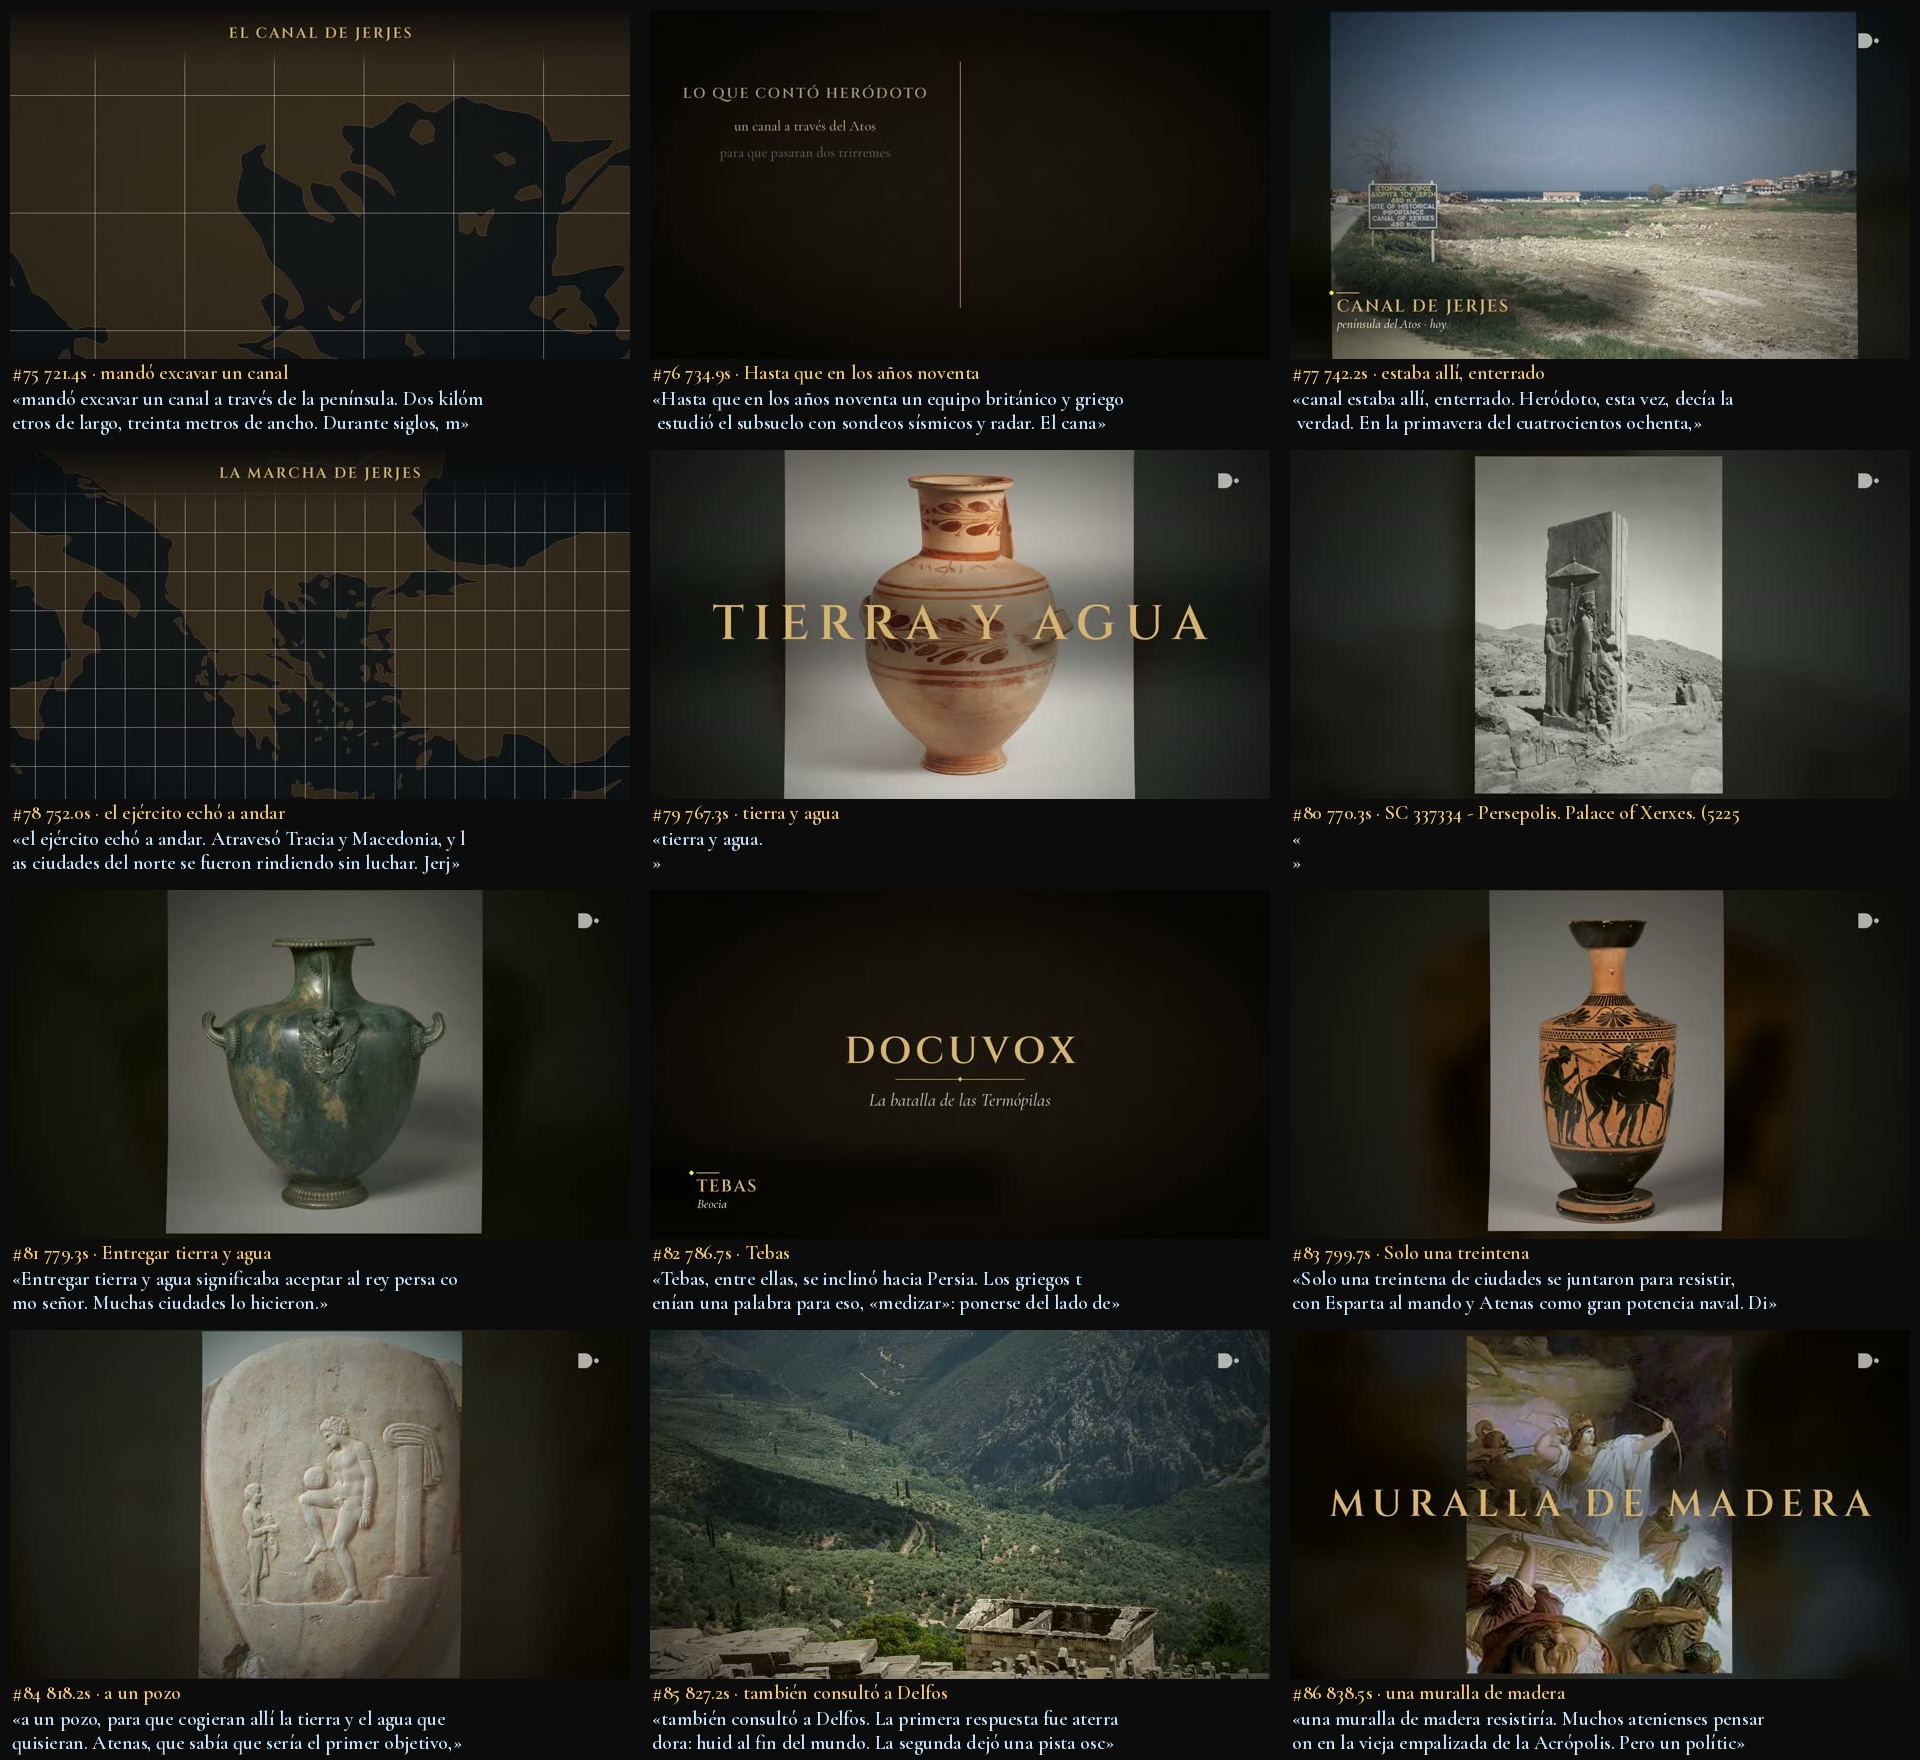 EL CANAL DE JERJES
#75 721.4s · mandó excavar un canal
«mandó excavar un canal a través de la península. Dos kilóm
etros de largo, treinta metros de ancho. Durante siglos, m»
LO QUE CONTÓ HERÓDOTO
un canal a través del Atos
para que pasaran dos trirremes
#76 734.9s · Hasta que en los años noventa
«Hasta que en los años noventa un equipo británico y griego
estudió el subsuelo con sondeos sísmicos y radar. El cana»
ΙΣΤΟΡΙΚΟΣ ΧΩΡΟΣ
ΔΙΩΡΥΓΑ ΤΟΥ ΞΕΡΞΗ
480 π.Χ.
SITE OF HISTORICAL
IMPORTANCE
CANAL OF XERXES
480 B.C.
CANAL DE JERJES
península del Atos · hoy
#77 742.2s · estaba allí, enterrado
«canal estaba allí, enterrado. Heródoto, esta vez, decía la
verdad. En la primavera del cuatrocientos ochenta,»
LA MARCHA DE JERJES
#78 752.0s · el ejército echó a andar
«el ejército echó a andar. Atravesó Tracia y Macedonia, y l
as ciudades del norte se fueron rindiendo sin luchar. Jerj»
TIERRA Y AGUA
#79 767.3s · tierra y agua
«tierra y agua.
»
#80 770.3s · SC 337334 - Persepolis. Palace of Xerxes. (5225
«
»
#81 779.3s · Entregar tierra y agua
«Entregar tierra y agua significaba aceptar al rey persa co
mo señor. Muchas ciudades lo hicieron.»
DOCUVOX
La batalla de las Termópilas
TEBAS
Beocia
#82 786.7s · Tebas
«Tebas, entre ellas, se inclinó hacia Persia. Los griegos t
enían una palabra para eso, «medizar»: ponerse del lado de»
#83 799.7s · Solo una treintena
«Solo una treintena de ciudades se juntaron para resistir,
con Esparta al mando y Atenas como gran potencia naval. Di»
#84 818.2s · a un pozo
«a un pozo, para que cogieran allí la tierra y el agua que
quisieran. Atenas, que sabía que sería el primer objetivo,»
#85 827.2s · también consultó a Delfos
«también consultó a Delfos. La primera respuesta fue aterra
dora: huid al fin del mundo. La segunda dejó una pista osc»
MURALLA DE MADERA
#86 838.5s · una muralla de madera
«una muralla de madera resistiría. Muchos atenienses pensar
on en la vieja empalizada de la Acrópolis. Pero un polític»